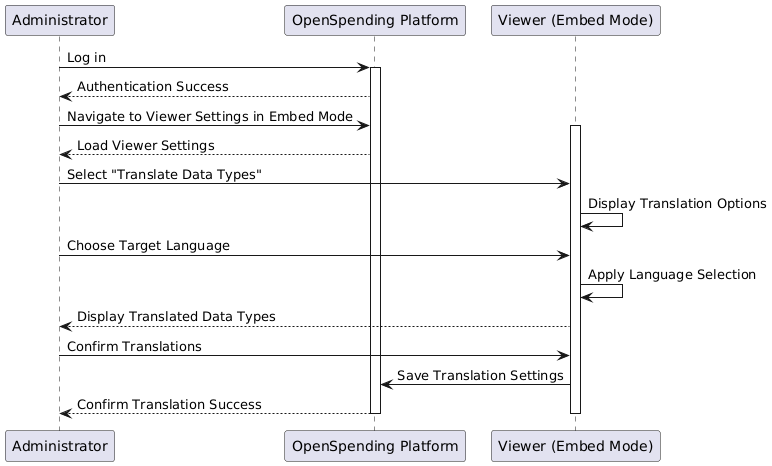 Administrator
OpenSpending Platform
Viewer (Embed Mode)
Log in
Authentication Success
Navigate to Viewer Settings in Embed Mode
Load Viewer Settings
Select "Translate Data Types"
Display Translation Options
Choose Target Language
Apply Language Selection
Display Translated Data Types
Confirm Translations
Save Translation Settings
Confirm Translation Success
Administrator
OpenSpending Platform
Viewer (Embed Mode)